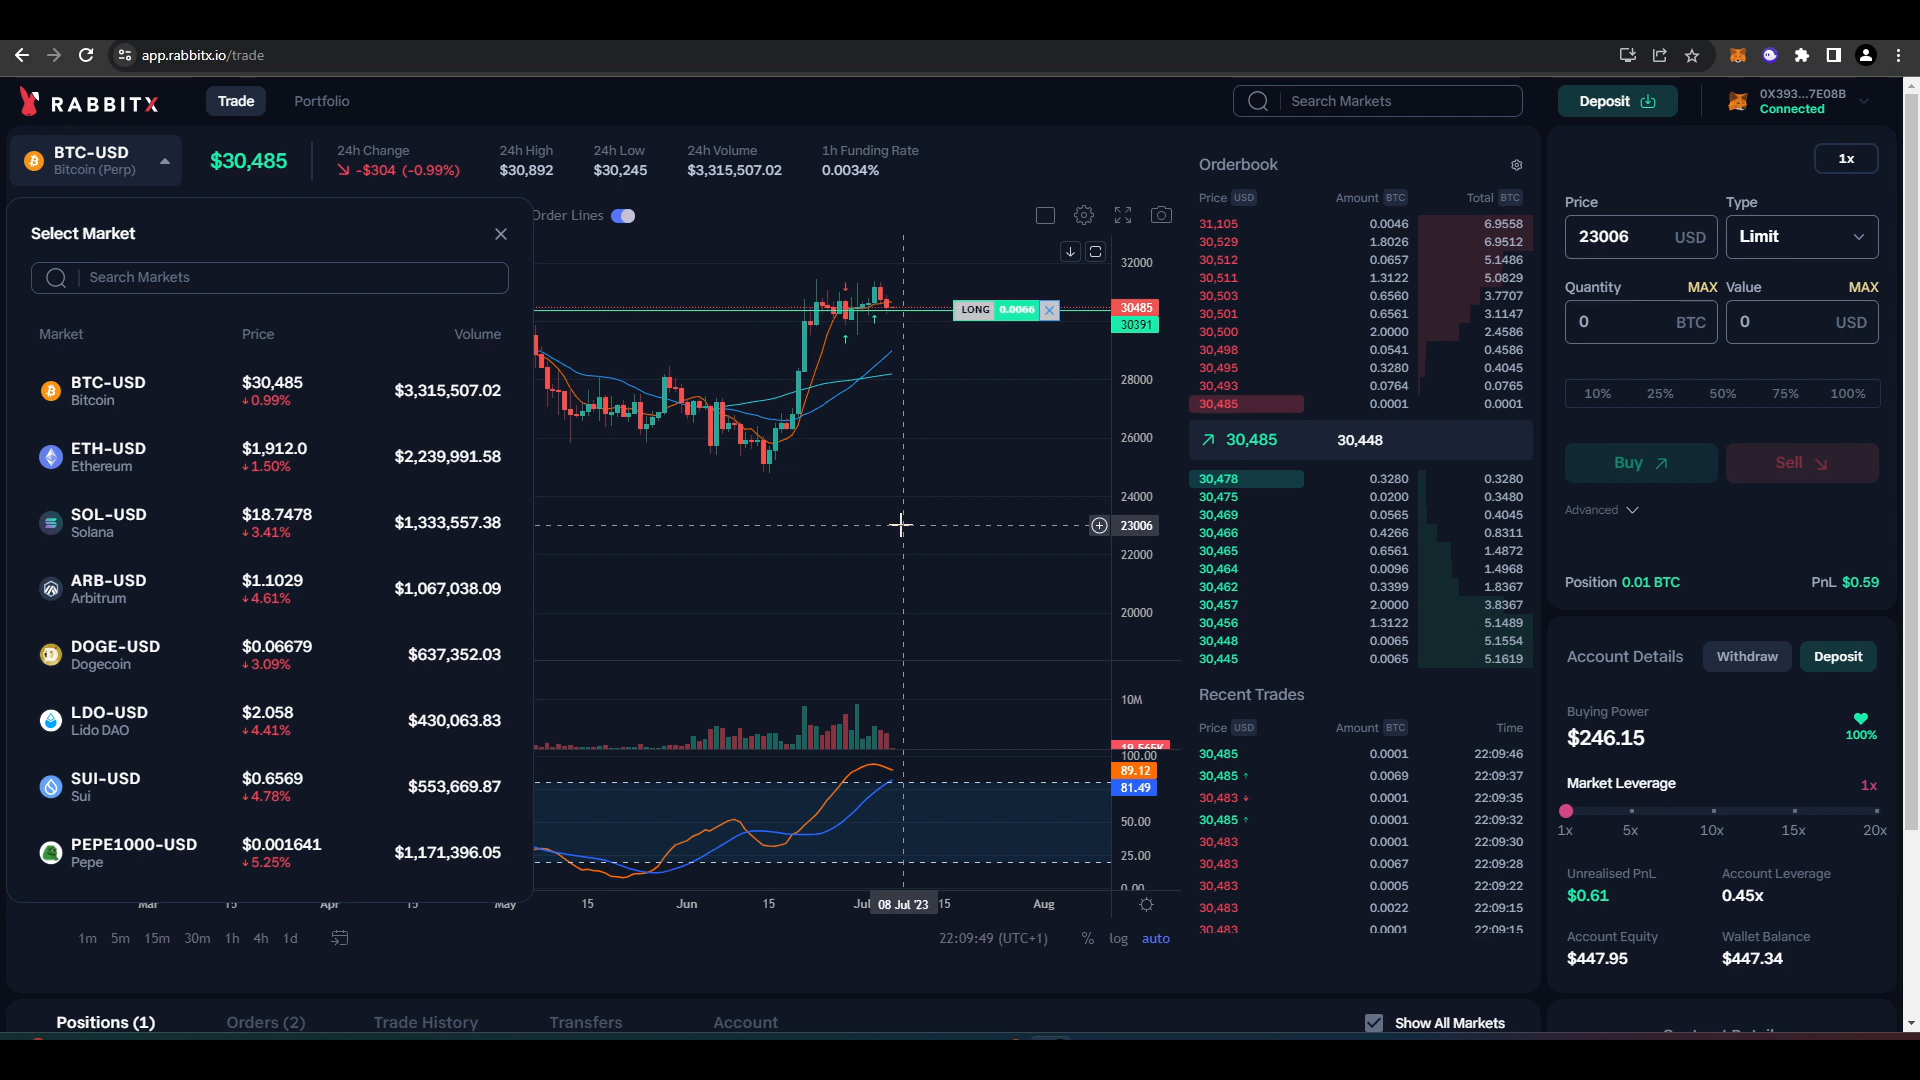 app.rabbitx.io/trade
RABBITX
Trade
Portfolio
Search Markets
Deposit
0X393...7E08B
Connected
BTC-USD
Bitcoin (Perp)
$30,485
24h Change
-$304 (-0.99%)
24h High
$30,892
24h Low
$30,245
24h Volume
$3,315,507.02
1h Funding Rate
0.0034%
Select Market
Search Markets
Market Price Volume
BTC-USD $30,485 $3,315,507.02
Bitcoin ↓0.99%
ETH-USD $1,912.0 $2,239,991.58
Ethereum ↓1.50%
SOL-USD $18.7478 $1,333,557.38
Solana ↓3.41%
ARB-USD $1.1029 $1,067,038.09
Arbitrum ↓4.61%
DOGE-USD $0.06679 $637,352.03
Dogecoin ↓3.09%
LDO-USD $2.058 $430,063.83
Lido DAO ↓4.41%
SUI-USD $0.6569 $553,669.87
Sui ↓4.78%
PEPE1000-USD $0.001641 $1,171,396.05
Pepe ↓5.25%
Order Lines
LONG 0.0066
32000
30485
30391
28000
26000
24000
23006
22000
20000
10M
19.565K
100.00
89.12
81.49
50.00
25.00
0.00
Mar 15 Apr 15 May 15 Jun 15 Jul 08 Jul '23 15 Aug
1m 5m 15m 30m 1h 4h 1d
22:09:49 (UTC+1) % log auto
Orderbook
Price USD Amount BTC Total BTC
31,105 0.0046 6.9558
30,529 1.8026 6.9512
30,512 0.0657 5.1486
30,511 1.3122 5.0829
30,503 0.6560 3.7707
30,501 0.6561 3.1147
30,500 2.0000 2.4586
30,498 0.0541 0.4586
30,495 0.3280 0.4045
30,493 0.0764 0.0765
30,485 0.0001 0.0001
30,485 30,448
30,478 0.3280 0.3280
30,475 0.0200 0.3480
30,469 0.0565 0.4045
30,466 0.4266 0.8311
30,465 0.6561 1.4872
30,464 0.0096 1.4968
30,462 0.3399 1.8367
30,457 2.0000 3.8367
30,456 1.3122 5.1489
30,448 0.0065 5.1554
30,445 0.0065 5.1619
Recent Trades
Price USD Amount BTC Time
30,485 0.0001 22:09:46
30,485 ↑ 0.0069 22:09:37
30,483 ↓ 0.0001 22:09:35
30,485 ↑ 0.0001 22:09:32
30,483 0.0001 22:09:30
30,483 0.0067 22:09:28
30,483 0.0005 22:09:22
30,483 0.0022 22:09:15
30,483 0.0001 22:09:15
1x
Price Type
23006 USD Limit
Quantity MAX Value MAX
0 BTC 0 USD
10% 25% 50% 75% 100%
Buy Sell
Advanced
Position 0.01 BTC PnL $0.59
Account Details Withdraw Deposit
Buying Power
$246.15 100%
Market Leverage 1x
1x 5x 10x 15x 20x
Unrealised PnL Account Leverage
$0.61 0.45x
Account Equity Wallet Balance
$447.95 $447.34
Positions (1) Orders (2) Trade History Transfers Account
Show All Markets